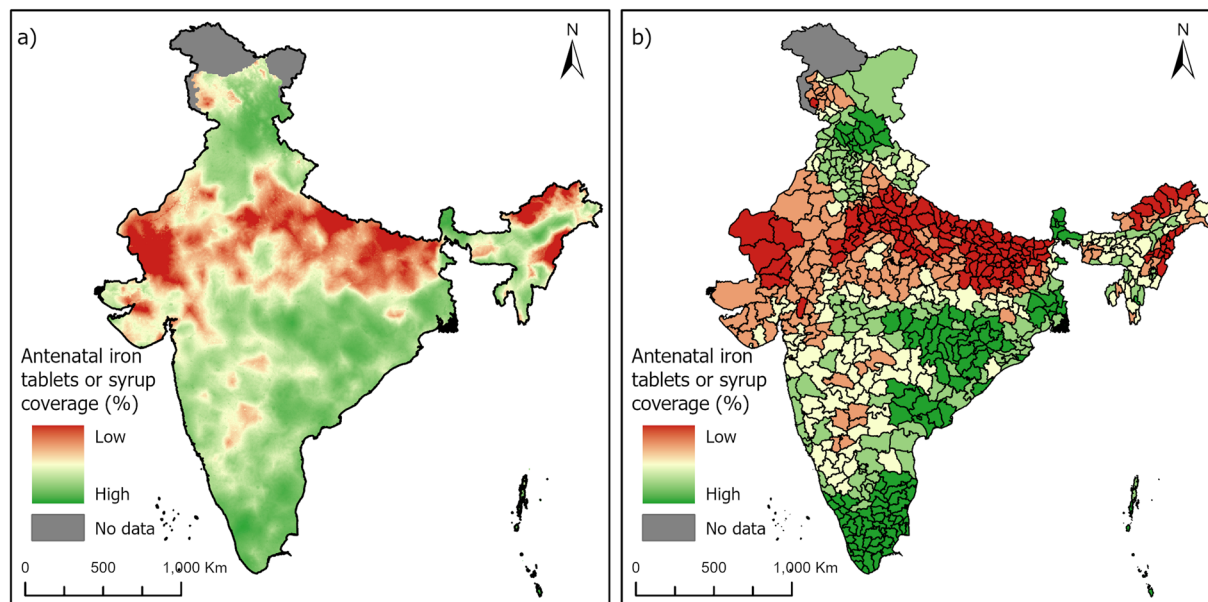 a)
N
Antenatal iron
tablets or syrup
coverage (%)
Low
High
No data
0 500 1,000 Km
b)
N
Antenatal iron
tablets or syrup
coverage (%)
Low
High
No data
0 500 1,000 Km